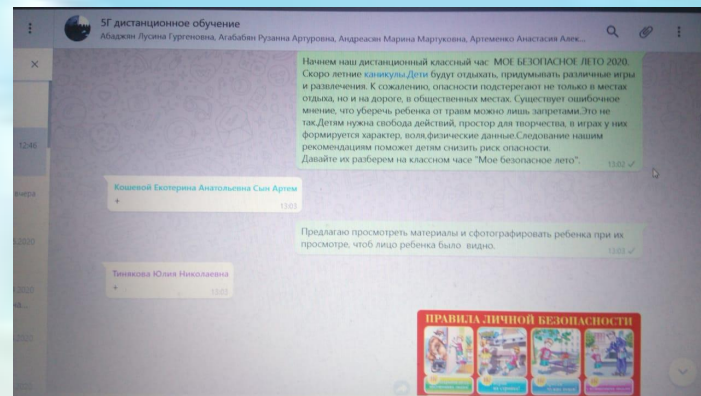 5Г дистанционное обучение
Абаджян Лусина Гургеновна, Агабабян Рузанна Артуровна, Андреасян Марина Мартуковна, Артеменко Анастасия Алек...
Начнем наш дистанционный классный час МОЕ БЕЗОПАСНОЕ ЛЕТО 2020.
Скоро летние каникулы.Дети будут отдыхать, придумывать различные игры
и развлечения. К сожалению, опасности подстерегают не только в местах
отдыха, но и на дороге, в общественных местах. Существует ошибочное
мнение, что уберечь ребенка от травм можно лишь запретами.Это не
так.Детям нужна свобода действий, простор для творчества, в играх у них
формируется характер, воля,физические данные.Следование нашим
рекомендациям поможет детям снизить риск опасности.
Давайте их разберем на классном часе "Мое безопасное лето".
13:02
12:46
Кошевой Екатерина Анатольевна Сын Артем
+
13:03
вчера
Предлагаю просмотреть материалы и сфотографировать ребенка при их
просмотре, чтоб лицо ребенка было видно.
13:03
Тинякова Юлия Николаевна
+
13:03
ПРАВИЛА ЛИЧНОЙ БЕЗОПАСНОСТИ